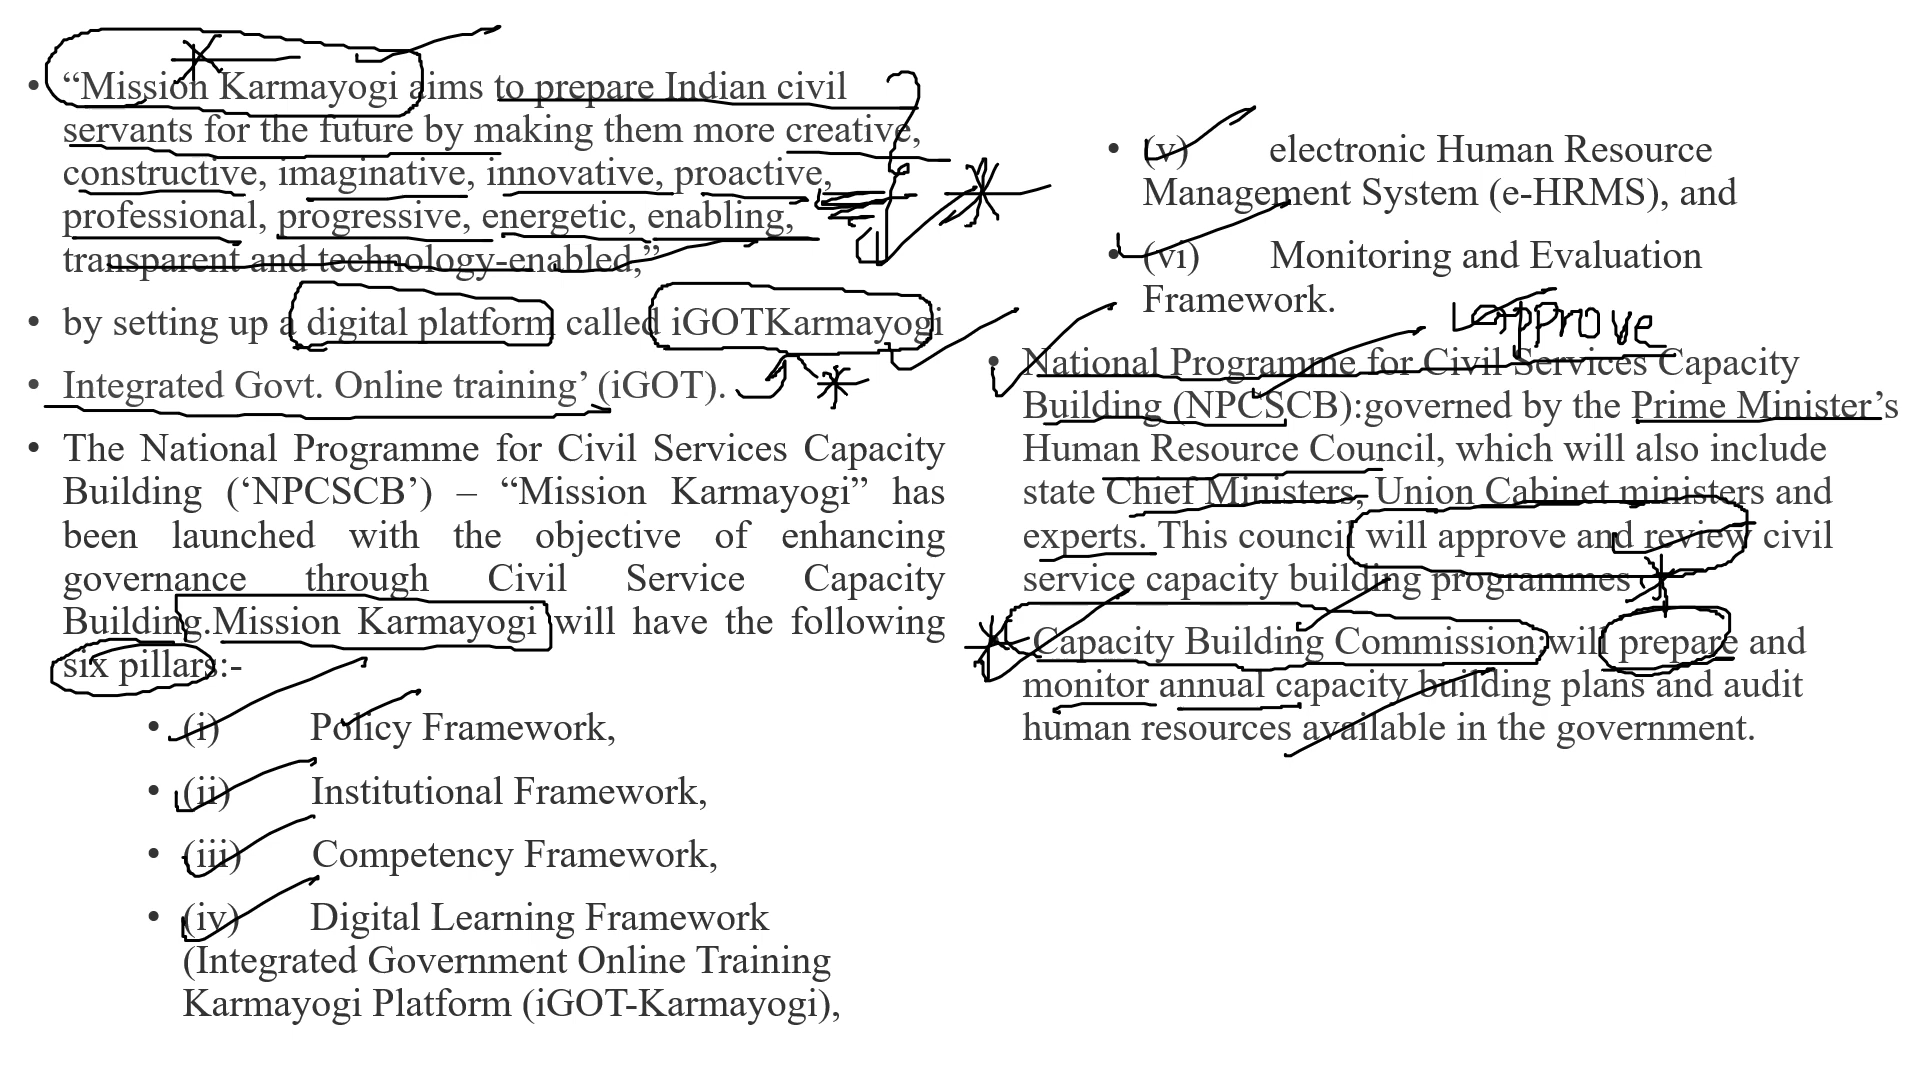 • “Mission Karmayogi aims to prepare Indian civil
servants for the future by making them more creative,
constructive, imaginative, innovative, proactive,
professional, progressive, energetic, enabling,
transparent and technology-enabled,”
• by setting up a digital platform called iGOTKarmayogi
• Integrated Govt. Online training’ (iGOT).
• The National Programme for Civil Services Capacity
Building (‘NPCSCB’) – “Mission Karmayogi” has
been launched with the objective of enhancing
governance through Civil Service Capacity
Building.Mission Karmayogi will have the following
six pillars:-
• (i) Policy Framework,
• (ii) Institutional Framework,
• (iii) Competency Framework,
• (iv) Digital Learning Framework
(Integrated Government Online Training
Karmayogi Platform (iGOT-Karmayogi),
• (v) electronic Human Resource
Management System (e-HRMS), and
• (vi) Monitoring and Evaluation
Framework.
approve
• National Programme for Civil Services Capacity
Building (NPCSCB):governed by the Prime Minister’s
Human Resource Council, which will also include
state Chief Ministers, Union Cabinet ministers and
experts. This council will approve and review civil
service capacity building programmes
• Capacity Building Commission:will prepare and
monitor annual capacity building plans and audit
human resources available in the government.